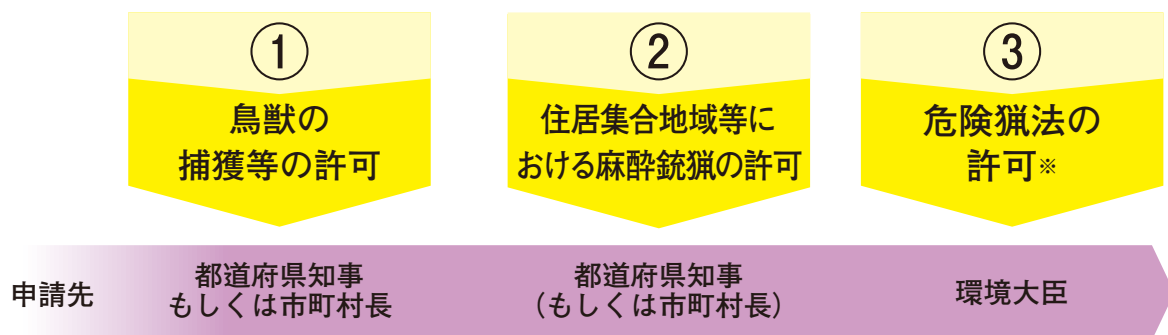 ①
鳥獣の
捕獲等の許可
②
住居集合地域等に
おける麻酔銃猟の許可
③
危険猟法の
許可※
申請先
都道府県知事
もしくは市町村長
都道府県知事
(もしくは市町村長)
環境大臣